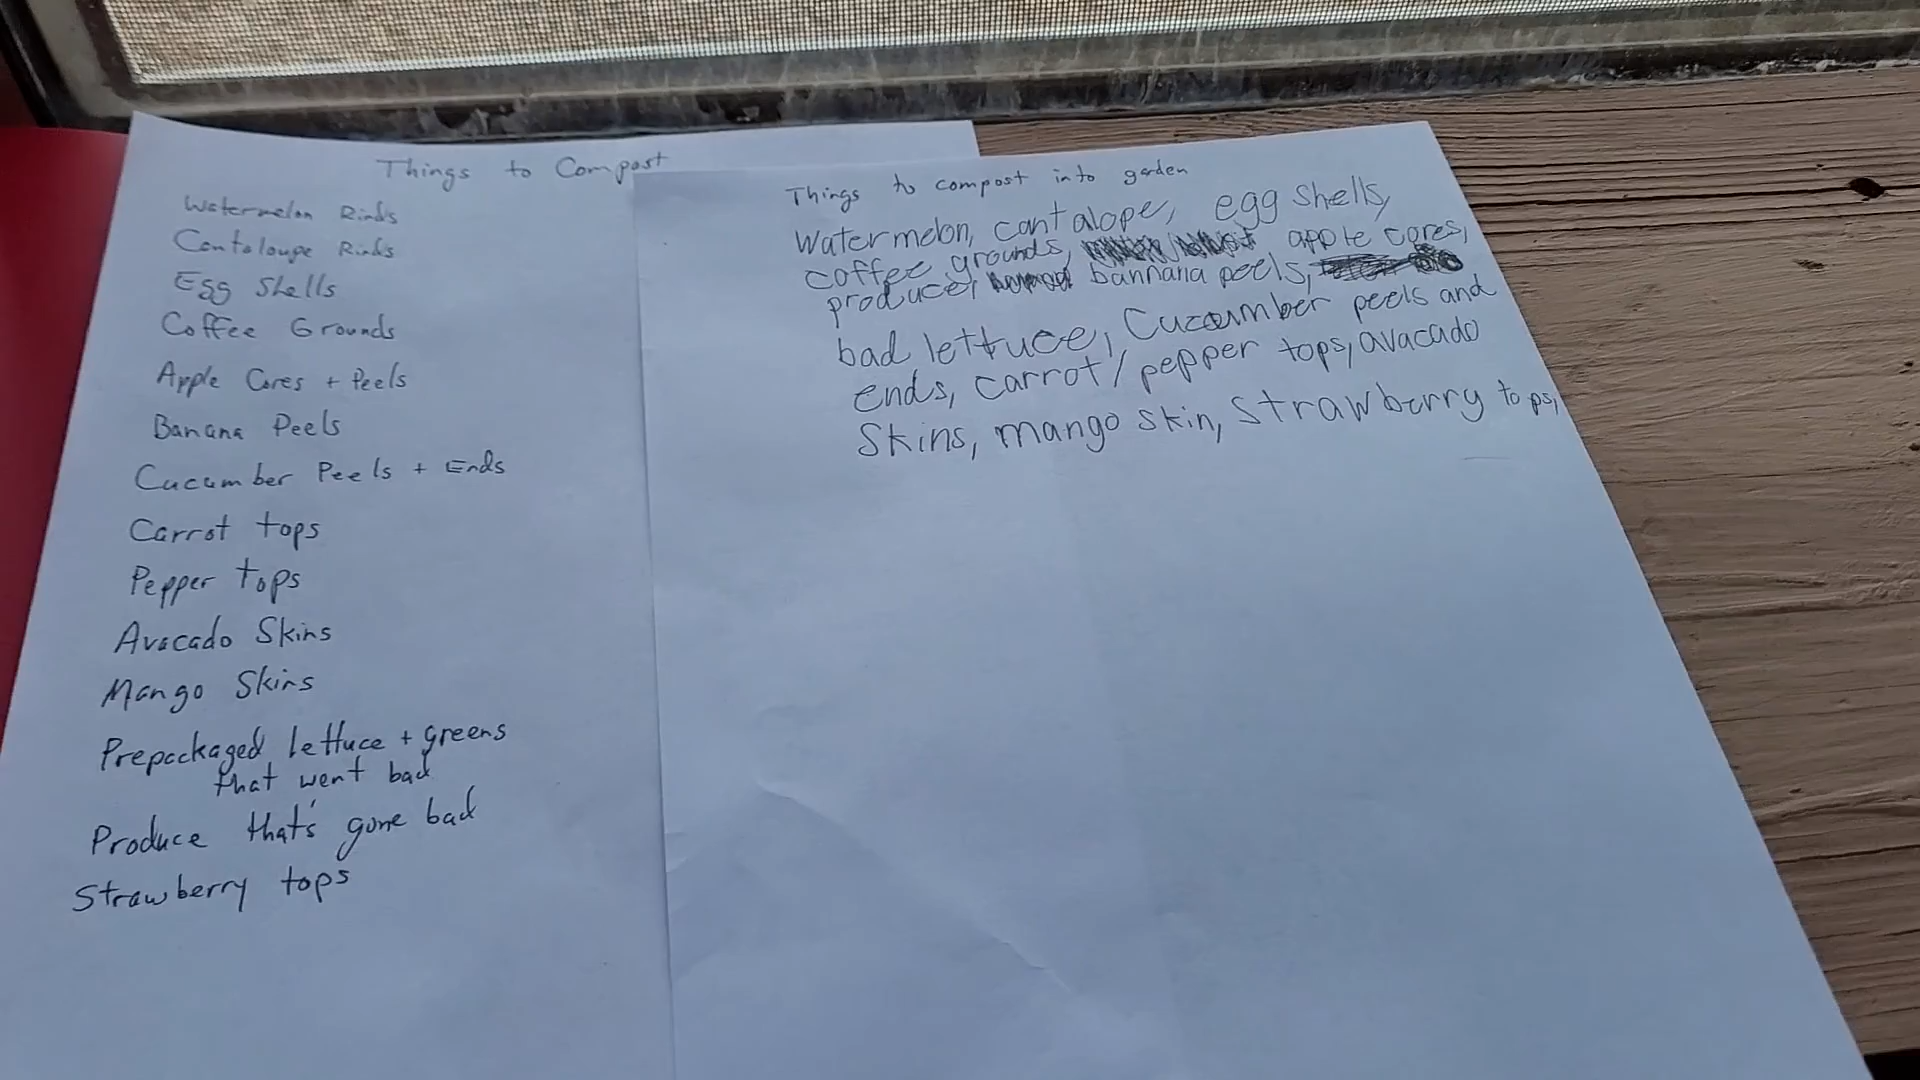 Things to Compost
Watermelon Rinds
Cantaloupe Rinds
Egg Shells
Coffee Grounds
Apple Cores + Peels
Banana Peels
Cucumber Peels + Ends
Carrot tops
Pepper tops
Avacado Skins
Mango Skins
Prepackaged lettuce + greens
that went bad
Produce that's gone bad
Strawberry tops
Things to compost into garden
Watermelon, cantalope, egg shells,
coffee grounds, apple cores,
produce, bannana peels,
bad lettuce, Cucumber peels and
ends, carrot/pepper tops, avacado
Skins, mango skin, strawberry tops,